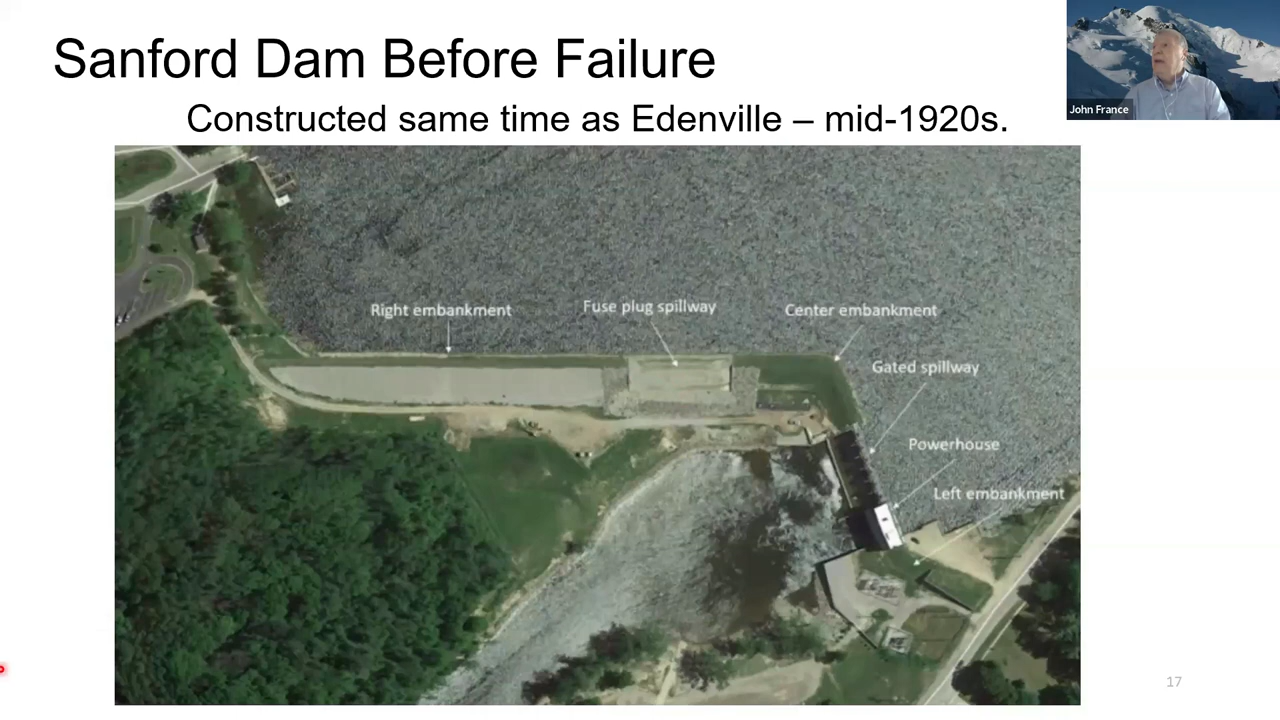 Sanford Dam Before Failure
Constructed same time as Edenville – mid-1920s.
John France
Right embankment
Fuse plug spillway
Center embankment
Gated spillway
Powerhouse
Left embankment
17